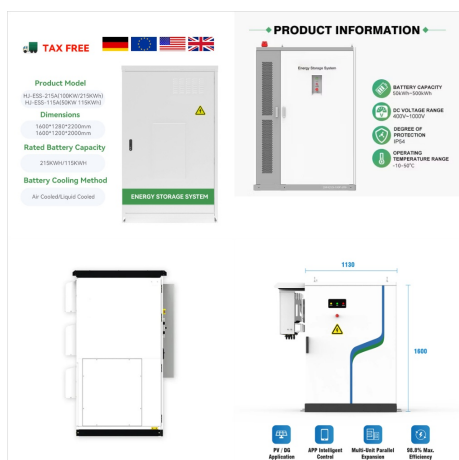 TAX FREE
Product Model
HJ-ESS-215A(100KW/215KWh)
HJ-ESS-115A(50KW 115KWh)
Dimensions
1600*1280*2200mm
1600*1200*2000mm
Rated Battery Capacity
215KWH/115KWH
Battery Cooling Method
Air Cooled/Liquid Cooled
ENERGY STORAGE SYSTEM
PRODUCT INFORMATION
Energy Storage System
BATTERY CAPACITY
50kWh~500kWh
DC VOLTAGE RANGE
400V~1000V
DEGREE OF
PROTECTION
IP54
OPERATING
TEMPERATURE RANGE
-10~50°C
1130
1600
PV / DG
Application
APP Intelligent
Control
Multi-Unit Parallel
Expansion
98.0% Max.
Efficiency